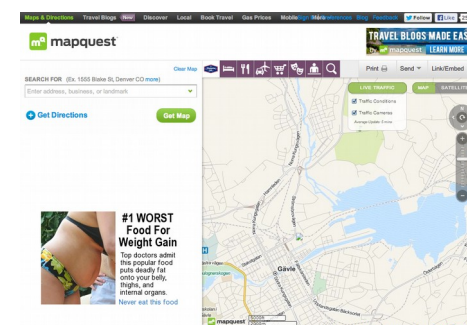 Maps & Directions Travel Blogs New Discover Local Book Travel Gas Prices Mobile More Blog Feedback Follow Like
mapquest
TRAVEL BLOGS MADE EAS
by mapquest LEARN MORE
Clear Map
Print Send Link/Embed
SEARCH FOR (Ex. 1555 Blake St, Denver CO more)
Enter address, business, or landmark
Get Directions
Get Map
LIVE TRAFFIC
MAP SATELLIT
Traffic Conditions
Traffic Cameras
#1 WORST
Food For
Weight Gain
Top doctors admit
this popular food
puts deadly fat
onto your belly,
thighs, and
internal organs.
Never eat this food
H
Gävle
mapquest